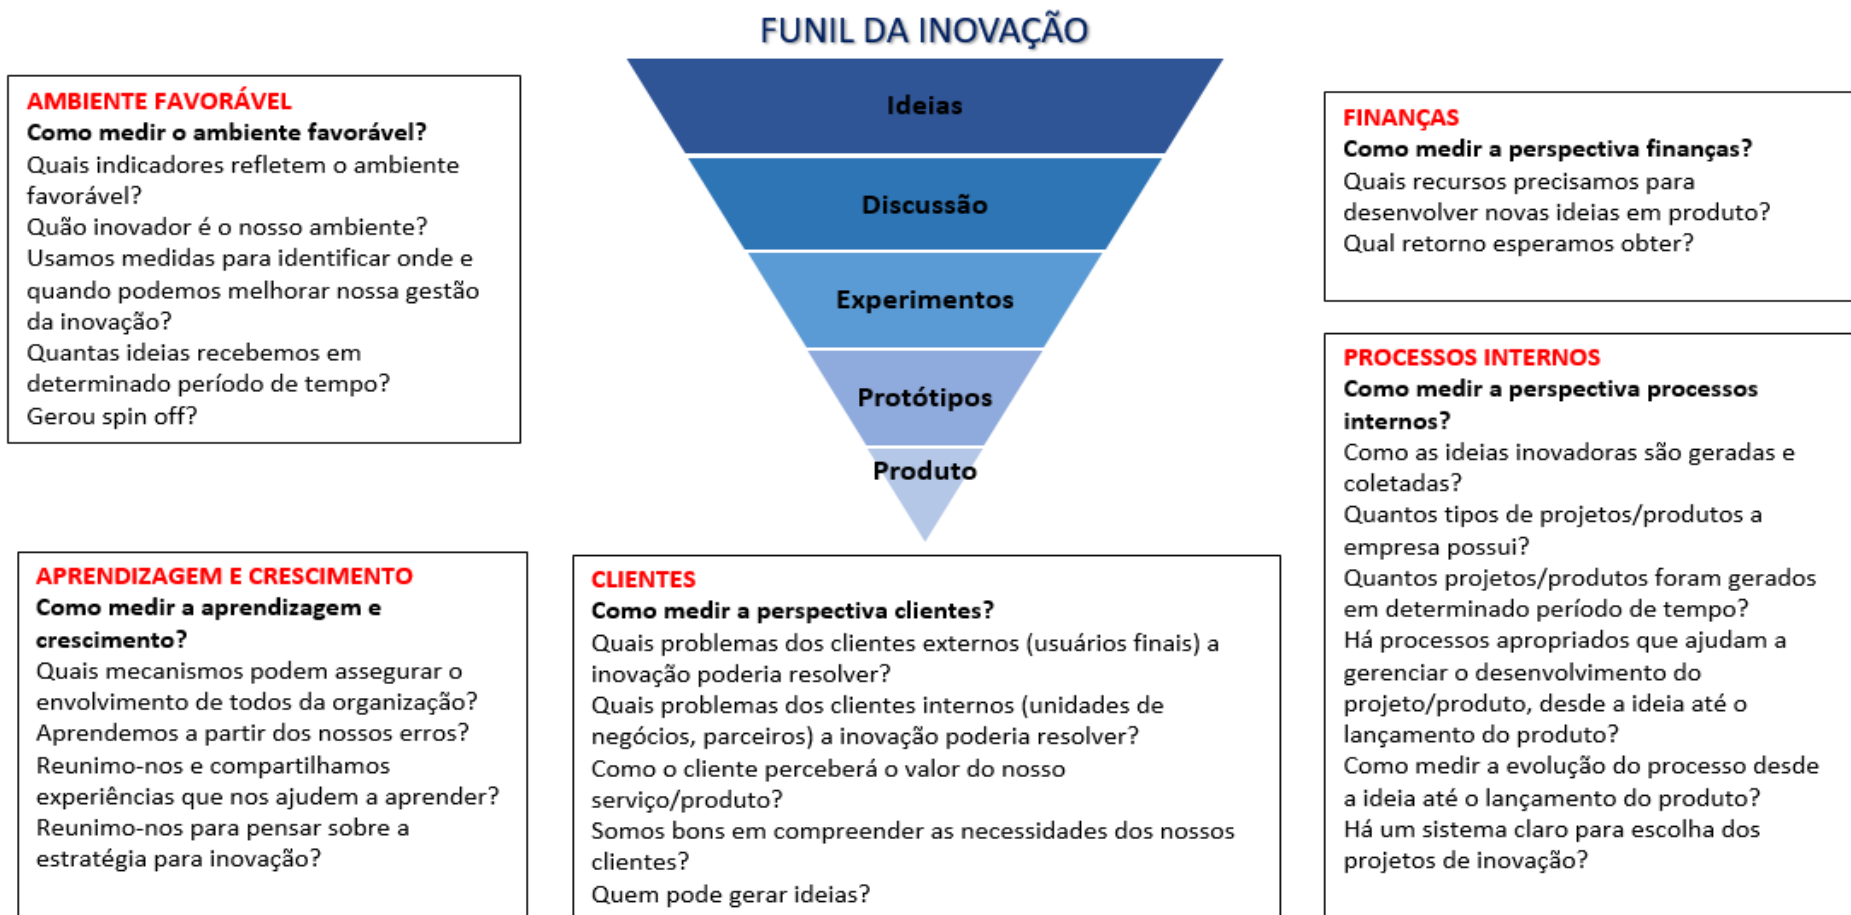 FUNIL DA INOVAÇÃO
AMBIENTE FAVORÁVEL
Como medir o ambiente favorável?
Quais indicadores refletem o ambiente
favorável?
Quão inovador é o nosso ambiente?
Usamos medidas para identificar onde e
quando podemos melhorar nossa gestão
da inovação?
Quantas ideias recebemos em
determinado período de tempo?
Gerou spin off?
Ideias
Discussão
Experimentos
Protótipos
Produto
FINANÇAS
Como medir a perspectiva finanças?
Quais recursos precisamos para
desenvolver novas ideias em produto?
Qual retorno esperamos obter?
PROCESSOS INTERNOS
Como medir a perspectiva processos
internos?
Como as ideias inovadoras são geradas e
coletadas?
Quantos tipos de projetos/produtos a
empresa possui?
Quantos projetos/produtos foram gerados
em determinado período de tempo?
Há processos apropriados que ajudam a
gerenciar o desenvolvimento do
projeto/produto, desde a ideia até o
lançamento do produto?
Como medir a evolução do processo desde
a ideia até o lançamento do produto?
Há um sistema claro para escolha dos
projetos de inovação?
APRENDIZAGEM E CRESCIMENTO
Como medir a aprendizagem e
crescimento?
Quais mecanismos podem assegurar o
envolvimento de todos da organização?
Aprendemos a partir dos nossos erros?
Reunimo-nos e compartilhamos
experiências que nos ajudem a aprender?
Reunimo-nos para pensar sobre a
estratégia para inovação?
CLIENTES
Como medir a perspectiva clientes?
Quais problemas dos clientes externos (usuários finais) a
inovação poderia resolver?
Quais problemas dos clientes internos (unidades de
negócios, parceiros) a inovação poderia resolver?
Como o cliente perceberá o valor do nosso
serviço/produto?
Somos bons em compreender as necessidades dos nossos
clientes?
Quem pode gerar ideias?